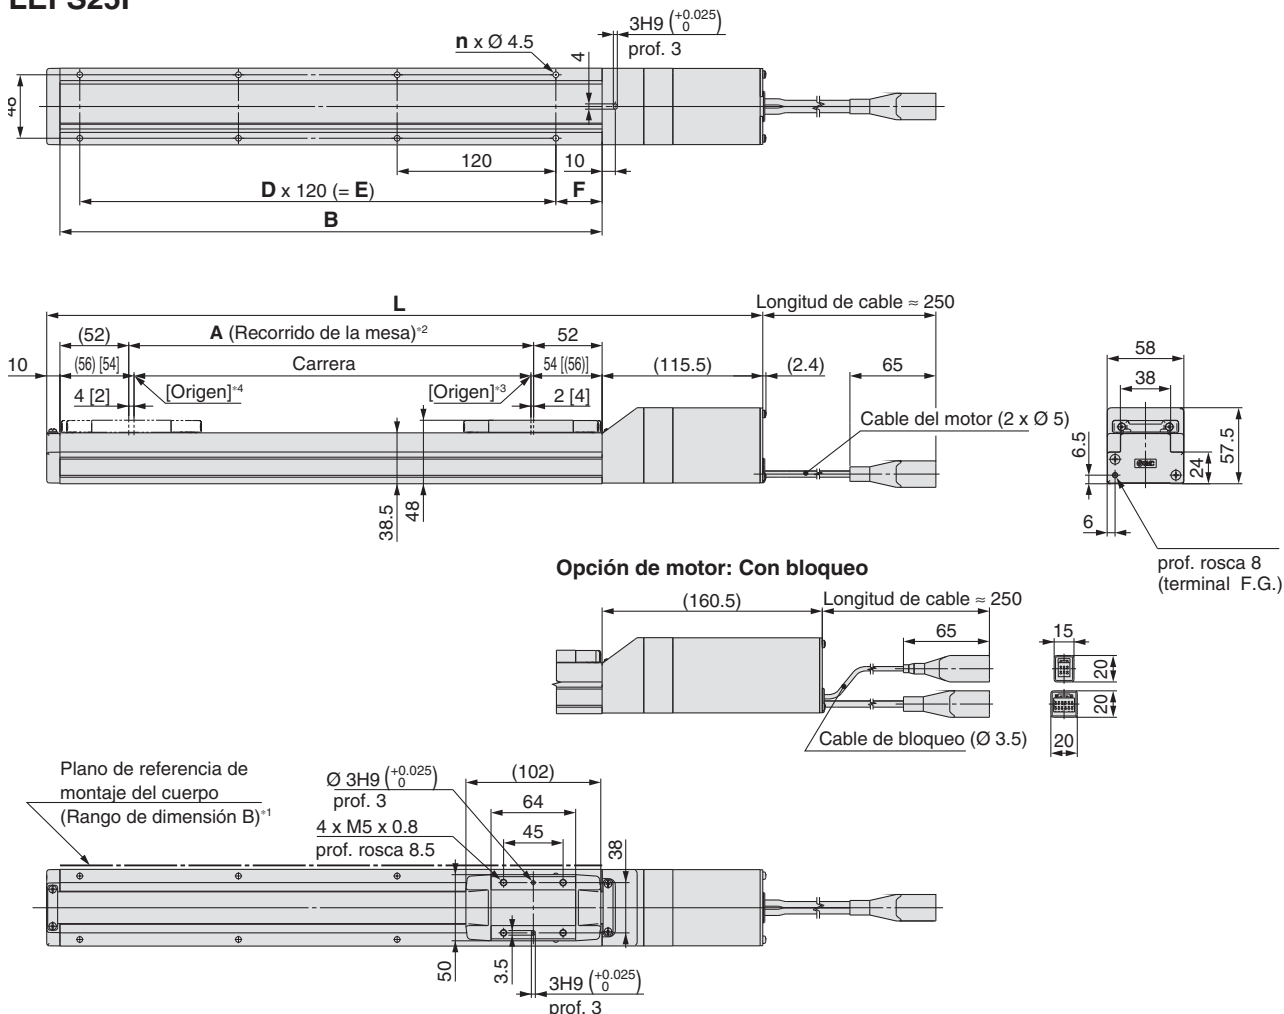 3H9 (+0.025 0)
n x Ø 4.5
prof. 3
4
48
120
10
D x 120 (= E)
F
B
L
Longitud de cable ≈ 250
(52)
A (Recorrido de la mesa)*2
52
10
(56) [54]
Carrera
54 [(56)]
(115.5)
(2.4)
65
58
38
4 [2]
[Origen]*4
[Origen]*3
2 [4]
Cable del motor (2 x Ø 5)
6.5
57.5
24
38.5
48
6
prof. rosca 8
(terminal F.G.)
Opción de motor: Con bloqueo
(160.5)
Longitud de cable ≈ 250
65
15
20
20
20
Cable de bloqueo (Ø 3.5)
Plano de referencia de
montaje del cuerpo
(Rango de dimensión B)*1
Ø 3H9 (+0.025 0)
prof. 3
(102)
64
4 x M5 x 0.8
prof. rosca 8.5
45
38
50
3.5
3H9 (+0.025 0)
prof. 3